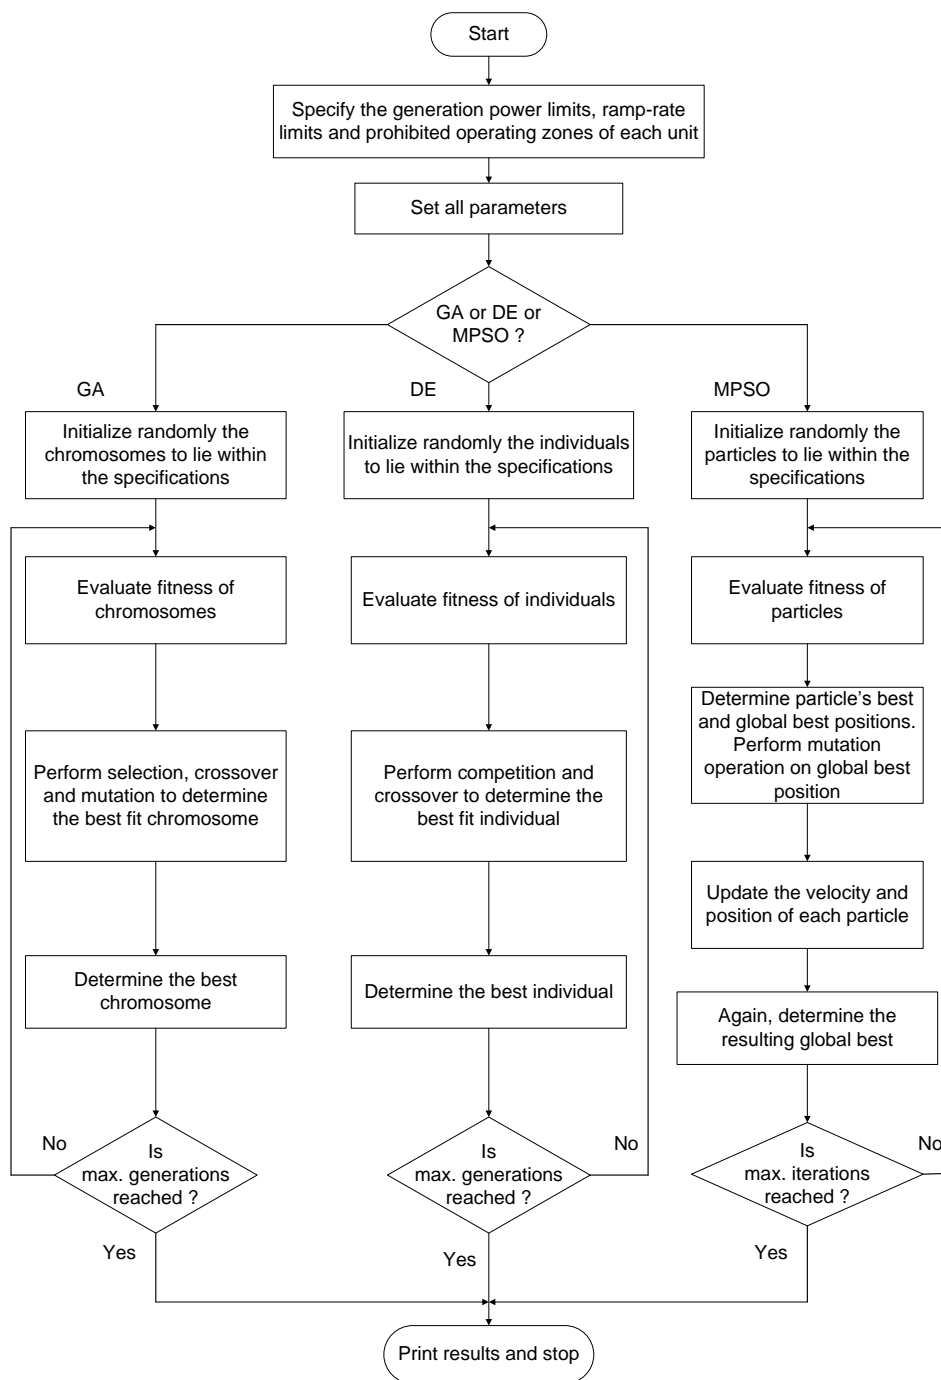 Start
Specify the generation power limits, ramp-rate
limits and prohibited operating zones of each unit
Set all parameters
GA or DE or
MPSO ?
GA
DE
MPSO
Initialize randomly the
chromosomes to lie within
the specifications
Initialize randomly the individuals
to lie within the specifications
Initialize randomly the
particles to lie within the
specifications
Evaluate fitness of
chromosomes
Evaluate fitness of individuals
Evaluate fitness of
particles
Determine particle's best
and global best positions.
Perform mutation
operation on global best
position
Perform selection, crossover
and mutation to determine
the best fit chromosome
Perform competition and
crossover to determine the
best fit individual
Update the velocity and
position of each particle
Determine the best
chromosome
Determine the best individual
Again, determine the
resulting global best
No
Is
max. generations
reached ?
Is
max. generations
reached ?
No
Is
max. iterations
reached ?
No
Yes
Yes
Yes
Print results and stop